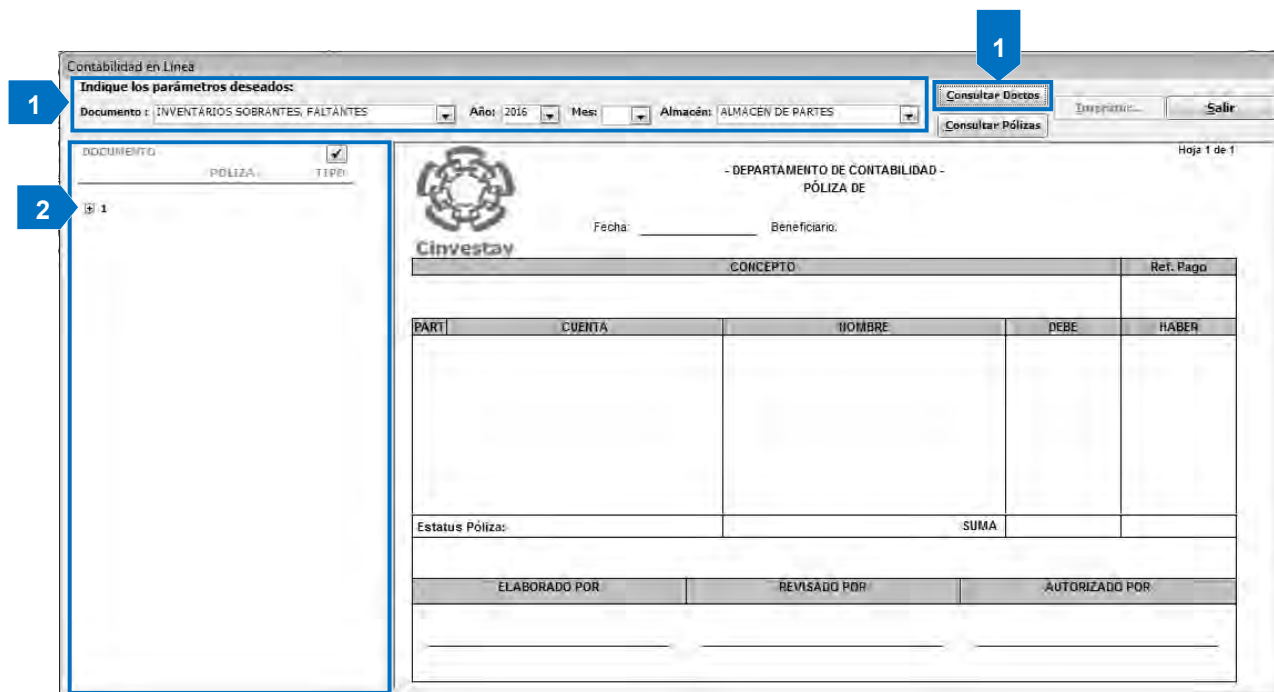 1
Contabilidad en Linea
Indique los parámetros deseados:
1
Documento : INVENTARIOS SOBRANTES, FALTANTES Año: 2016 Mes: Almacén: ALMACÉN DE PARTES
Consultar Doctos
Imprimir...
Salir
Consultar Pólizas
DOCUMENTO
POLIZA TIPO
2
1
Hoja 1 de 1
- DEPARTAMENTO DE CONTABILIDAD -
PÓLIZA DE
Fecha: Beneficiario:
Cinvestav
CONCEPTO Ref. Pago
PART CUENTA NOMBRE DEBE HABER
Estatus Póliza: SUMA
ELABORADO POR REVISADO POR AUTORIZADO POR